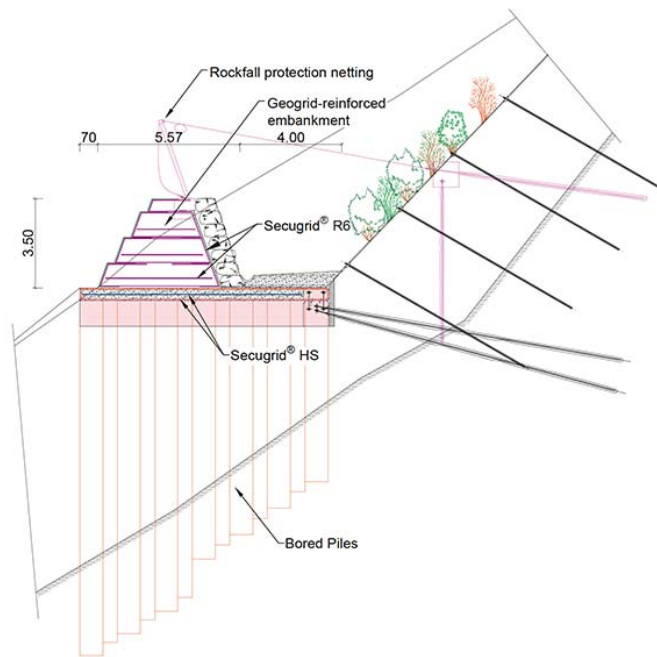 Rockfall protection netting
Geogrid-reinforced
embankment
70
5.57
4.00
3.50
Secugrid® R6
Secugrid® HS
Bored Piles